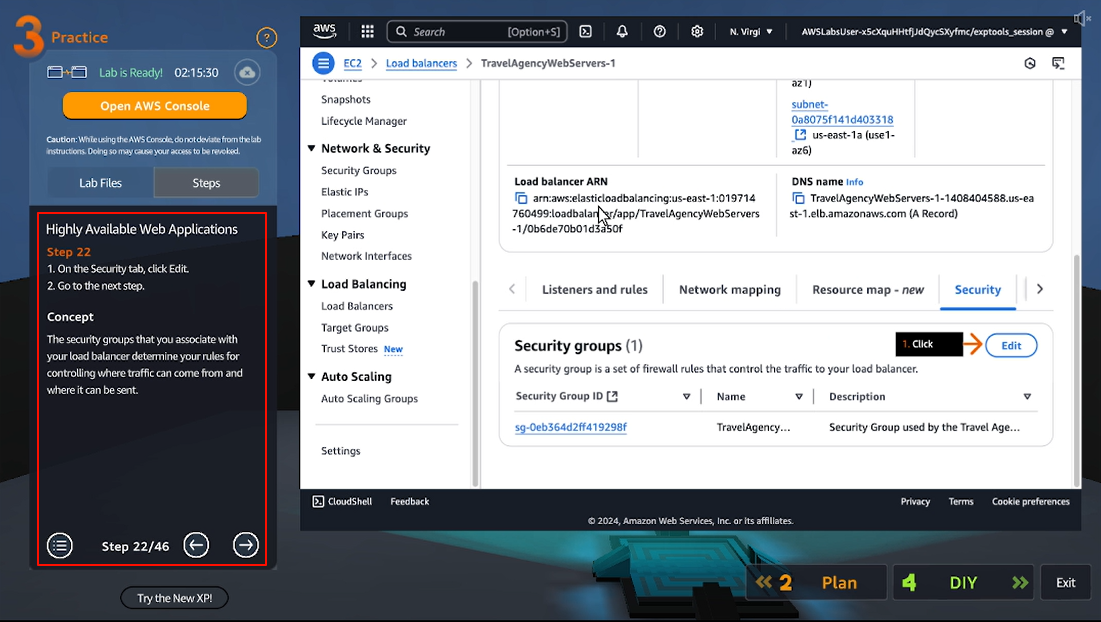 3 Practice
?
Lab is Ready! 02:15:30
Open AWS Console
Caution: While using the AWS Console, do not deviate from the lab
instructions. Doing so may cause your access to be revoked.
Lab Files
Steps
Highly Available Web Applications
Step 22
1. On the Security tab, click Edit.
2. Go to the next step.
Concept
The security groups that you associate with
your load balancer determine your rules for
controlling where traffic can come from and
where it can be sent.
Step 22/46
Try the New XP!
aws
Search [Option+S]
N. Virgi
AWSLabsUser-x5cXquHHtfjJdQycSXyfmc/exptools_session @
EC2 > Load balancers > TravelAgencyWebServers-1
Snapshots
Lifecycle Manager
Network & Security
Security Groups
Elastic IPs
Placement Groups
Key Pairs
Network Interfaces
Load Balancing
Load Balancers
Target Groups
Trust Stores New
Auto Scaling
Auto Scaling Groups
Settings
az1)
subnet-
0a8075f141d403318
us-east-1a (use1-
az6)
Load balancer ARN
arn:aws:elasticloadbalancing:us-east-1:019714
760499:loadbalancer/app/TravelAgencyWebServers
-1/0b6de70b01d3a50f
DNS name Info
TravelAgencyWebServers-1-1408404588.us-ea
st-1.elb.amazonaws.com (A Record)
Listeners and rules
Network mapping
Resource map - new
Security
Security groups (1)
1. Click
Edit
A security group is a set of firewall rules that control the traffic to your load balancer.
Security Group ID
Name
Description
sg-0eb364d2ff419298f
TravelAgency...
Security Group used by the Travel Age...
CloudShell
Feedback
Privacy
Terms
Cookie preferences
© 2024, Amazon Web Services, Inc. or its affiliates.
2 Plan
4 DIY
Exit